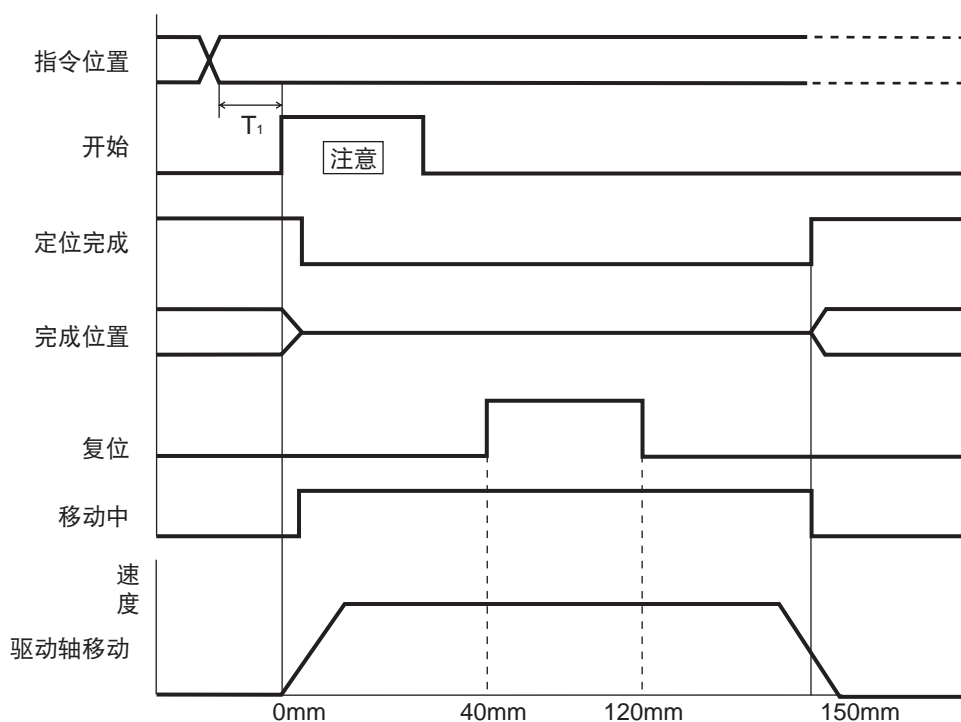 指令位置
T₁
开始
注意
定位完成
完成位置
复位
移动中
速
度
驱动轴移动
0mm 40mm 120mm 150mm